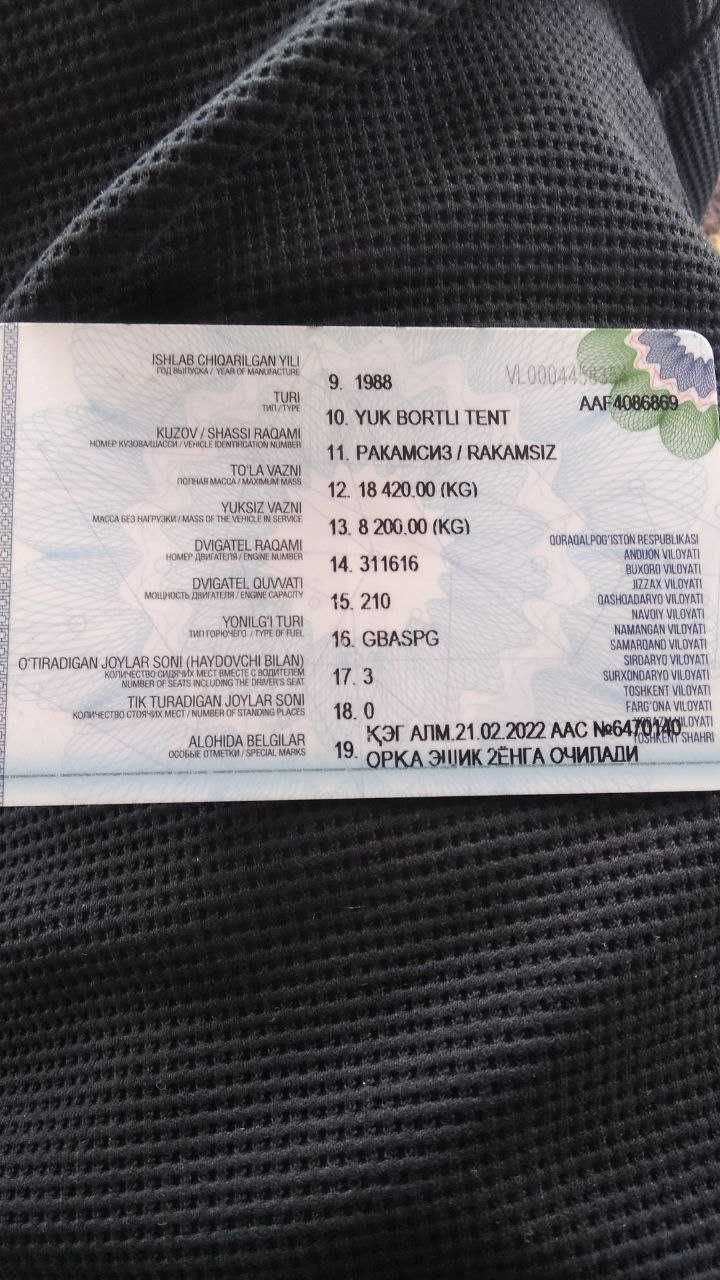 ISHLAB CHIQARILGAN YILI
ГОД ВЫПУСКА / YEAR OF MANUFACTURE
9. 1988
AAF4086869
TURI
ТИП / TYPE
10. YUK BORTLI TENT
KUZOV / SHASSI RAQAMI
НОМЕР КУЗОВА/ШАССИ / VEHICLE IDENTIFICATION NUMBER
11. РАКАМСИЗ / RAKAMSIZ
TO'LA VAZNI
ПОЛНАЯ МАССА / MAXIMUM MASS
12. 18 420.00 (KG)
YUKSIZ VAZNI
МАССА БЕЗ НАГРУЗКИ / MASS OF THE VEHICLE IN SERVICE
13. 8 200.00 (KG)
DVIGATEL RAQAMI
НОМЕР ДВИГАТЕЛЯ / ENGINE NUMBER
14. 311616
DVIGATEL QUVVATI
МОЩНОСТЬ ДВИГАТЕЛЯ / ENGINE CAPACITY
15. 210
YONILG'I TURI
ТИП ГОРЮЧЕГО / TYPE OF FUEL
16. GBASPG
O'TIRADIGAN JOYLAR SONI (HAYDOVCHI BILAN)
КОЛИЧЕСТВО СИДЯЧИХ МЕСТ ВМЕСТЕ С ВОДИТЕЛЕМ
NUMBER OF SEATS INCLUDING THE DRIVER'S SEAT
17. 3
TIK TURADIGAN JOYLAR SONI
КОЛИЧЕСТВО СТОЯЧИХ МЕСТ / NUMBER OF STANDING PLACES
18. 0
ALOHIDA BELGILAR
ОСОБЫЕ ОТМЕТКИ / SPECIAL MARKS
19. ҚЭГ АЛМ.21.02.2022 ААС №6470140
ОРКА ЭШИК 2ЁНГА ОЧИЛАДИ
QORAQALPOG'ISTON RESPUBLIKASI
ANDIJON VILOYATI
BUXORO VILOYATI
JIZZAX VILOYATI
QASHQADARYO VILOYATI
NAVOIY VILOYATI
NAMANGAN VILOYATI
SAMARQAND VILOYATI
SIRDARYO VILOYATI
SURXONDARYO VILOYATI
TOSHKENT VILOYATI
FARG'ONA VILOYATI
VILOYATI
TOSHKENT SHAHRI